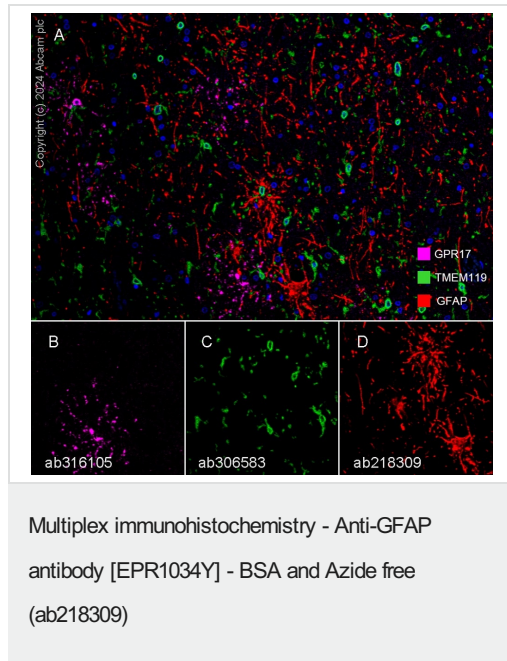 A
Copyright (c) 2024 Abcam plc
GPR17
TMEM119
GFAP
B
C
D
ab316105
ab306583
ab218309
Multiplex immunohistochemistry - Anti-GFAP
antibody [EPR1034Y] - BSA and Azide free
(ab218309)